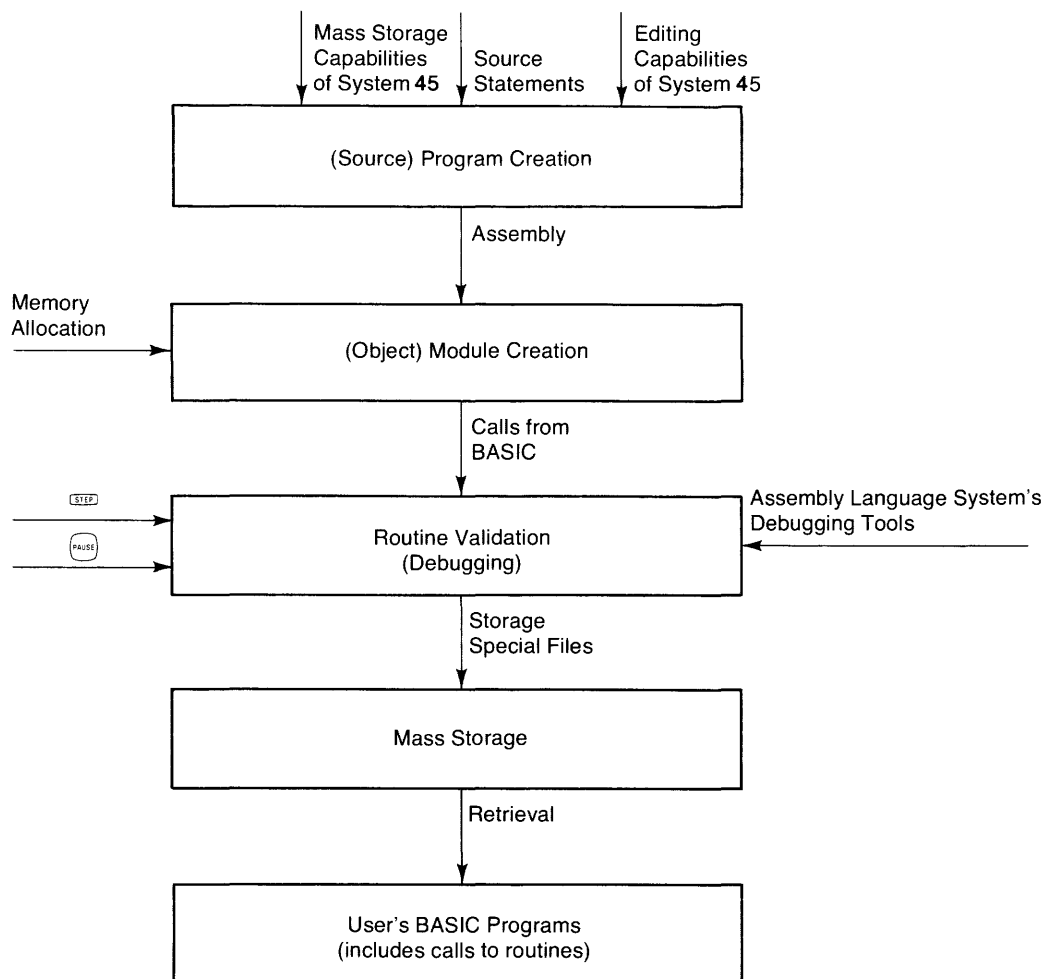 Mass Storage
Capabilities
of System 45
Source
Statements
Editing
Capabilities
of System 45
(Source) Program Creation
Assembly
Memory
Allocation
(Object) Module Creation
Calls from
BASIC
STEP
PAUSE
Routine Validation
(Debugging)
Assembly Language System's
Debugging Tools
Storage
Special Files
Mass Storage
Retrieval
User's BASIC Programs
(includes calls to routines)